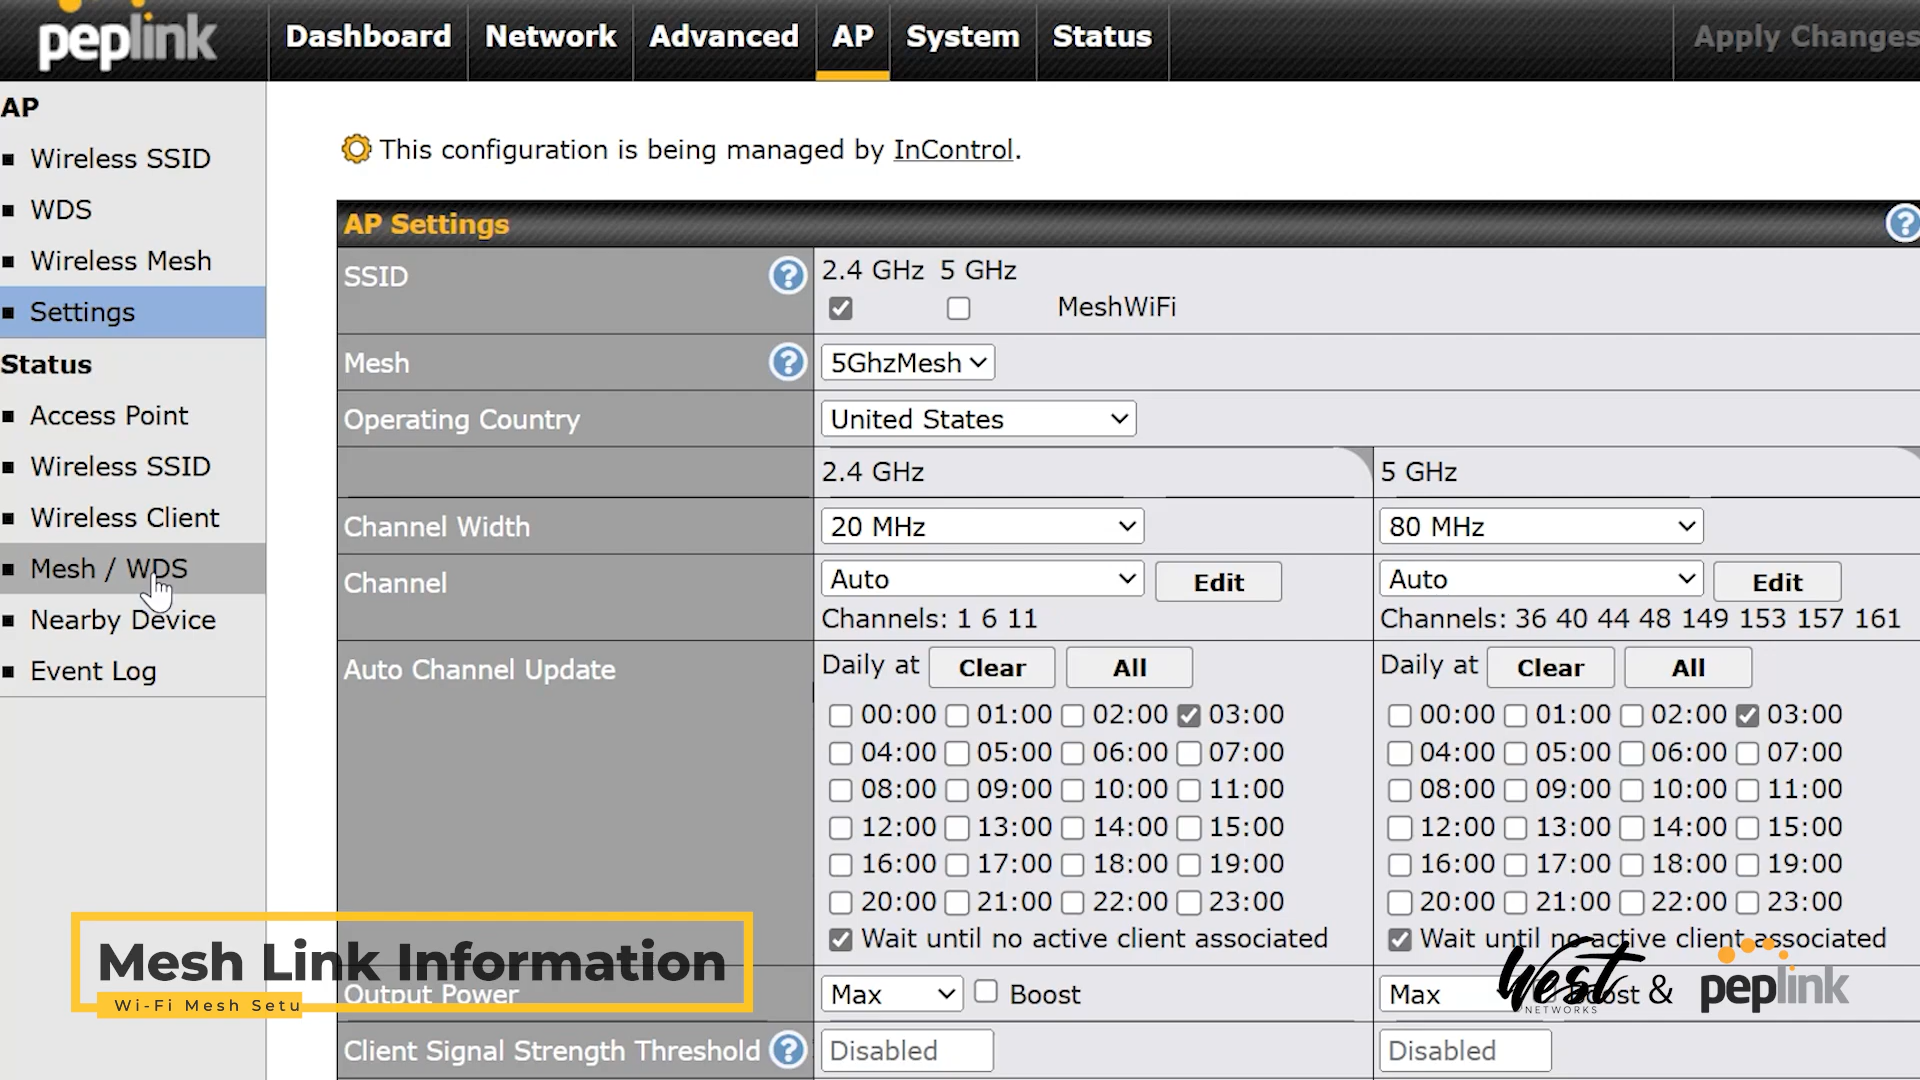 peplink
Dashboard Network Advanced AP System Status Apply Changes
AP
Wireless SSID
WDS
Wireless Mesh
Settings
Status
Access Point
Wireless SSID
Wireless Client
Mesh / WDS
Nearby Device
Event Log
This configuration is being managed by InControl.
AP Settings ?
SSID ? 2.4 GHz 5 GHz
MeshWiFi
Mesh ? 5GhzMesh
Operating Country United States
2.4 GHz 5 GHz
Channel Width 20 MHz 80 MHz
Channel Auto Edit Auto Edit
Channels: 1 6 11 Channels: 36 40 44 48 149 153 157 161
Auto Channel Update Daily at Clear All Daily at Clear All
00:00 01:00 02:00 03:00 00:00 01:00 02:00 03:00
04:00 05:00 06:00 07:00 04:00 05:00 06:00 07:00
08:00 09:00 10:00 11:00 08:00 09:00 10:00 11:00
12:00 13:00 14:00 15:00 12:00 13:00 14:00 15:00
16:00 17:00 18:00 19:00 16:00 17:00 18:00 19:00
20:00 21:00 22:00 23:00 20:00 21:00 22:00 23:00
Wait until no active client associated Wait until no active client associated
Output Power Max Boost Max Boost
Client Signal Strength Threshold ? Disabled Disabled
Mesh Link Information
Wi-Fi Mesh Setu
West
NETWORKS
& peplink